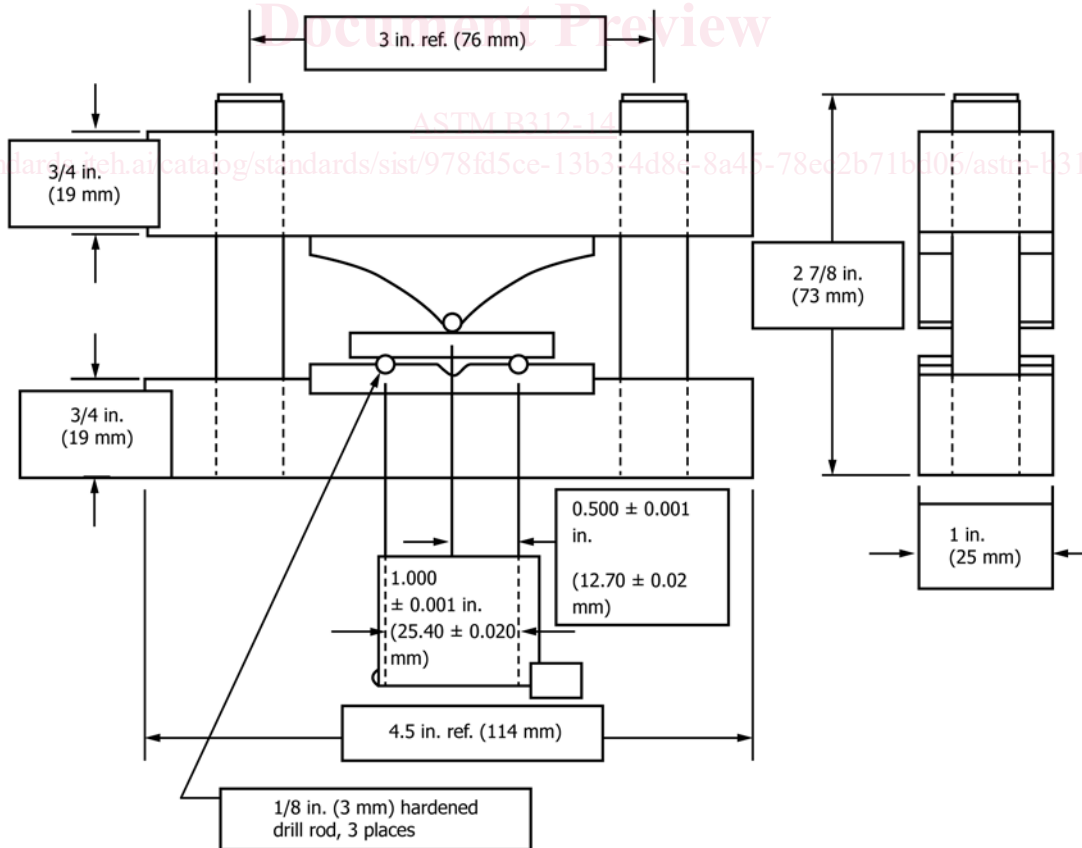 Document Preview
3 in. ref. (76 mm)
ASTM B312-14
3/4 in.
(19 mm)
2 7/8 in.
(73 mm)
3/4 in.
(19 mm)
0.500 ± 0.001
in.
(12.70 ± 0.02
mm)
1 in.
(25 mm)
1.000
± 0.001 in.
(25.40 ± 0.020
mm)
4.5 in. ref. (114 mm)
1/8 in. (3 mm) hardened
drill rod, 3 places